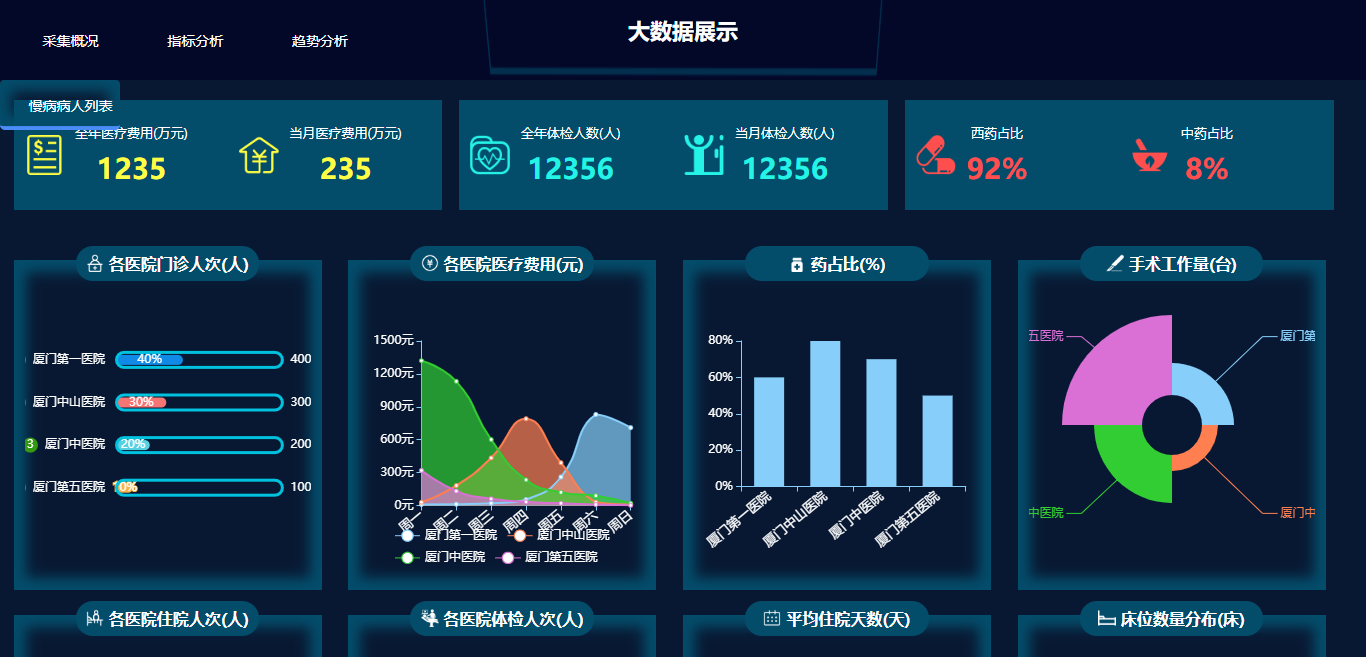 大数据展示
采集概况
指标分析
趋势分析
慢病病人列表
全年医疗费用(万元)
1235
当月医疗费用(万元)
235
全年体检人数(人)
12356
当月体检人数(人)
12356
西药占比
92%
中药占比
8%
各医院门诊人次(人)
厦门第一医院 40% 400
厦门中山医院 30% 300
3 厦门中医院 20% 200
厦门第五医院 10% 100
各医院医疗费用(元)
1500元
1200元
900元
600元
300元
0元
周一 周二 周三 周四 周五 周六 周日
厦门第一医院 厦门中山医院
厦门中医院 厦门第五医院
药占比(%)
80%
60%
40%
20%
0%
厦门第一医院 厦门中山医院 厦门中医院 厦门第五医院
手术工作量(台)
五医院
厦门第
中医院
厦门中
各医院住院人次(人)
各医院体检人次(人)
平均住院天数(天)
床位数量分布(床)